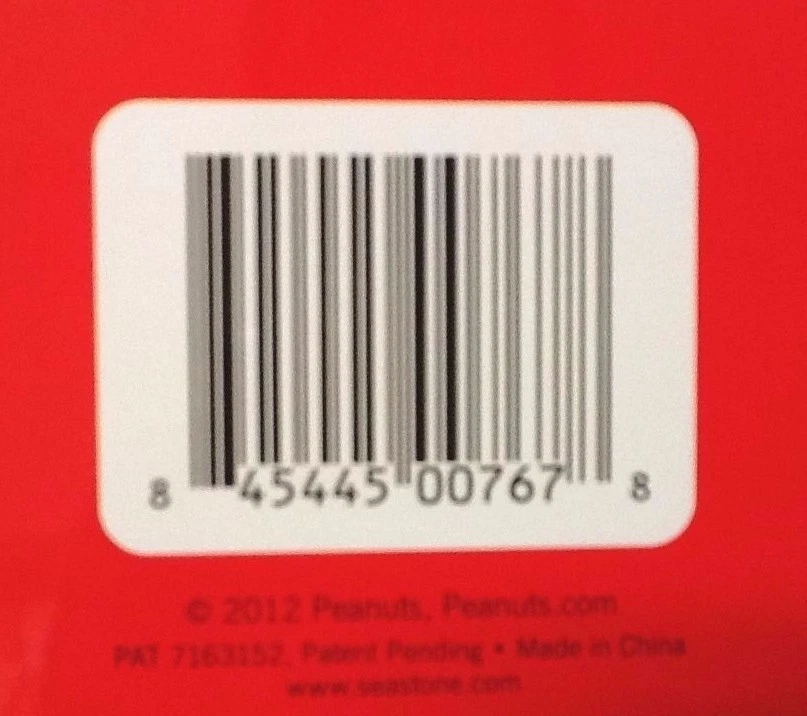 8 45445 00767 8
© 2012 Peanuts, Peanuts.com
PAT 7163152, Patent Pending • Made in China
www.seastone.com